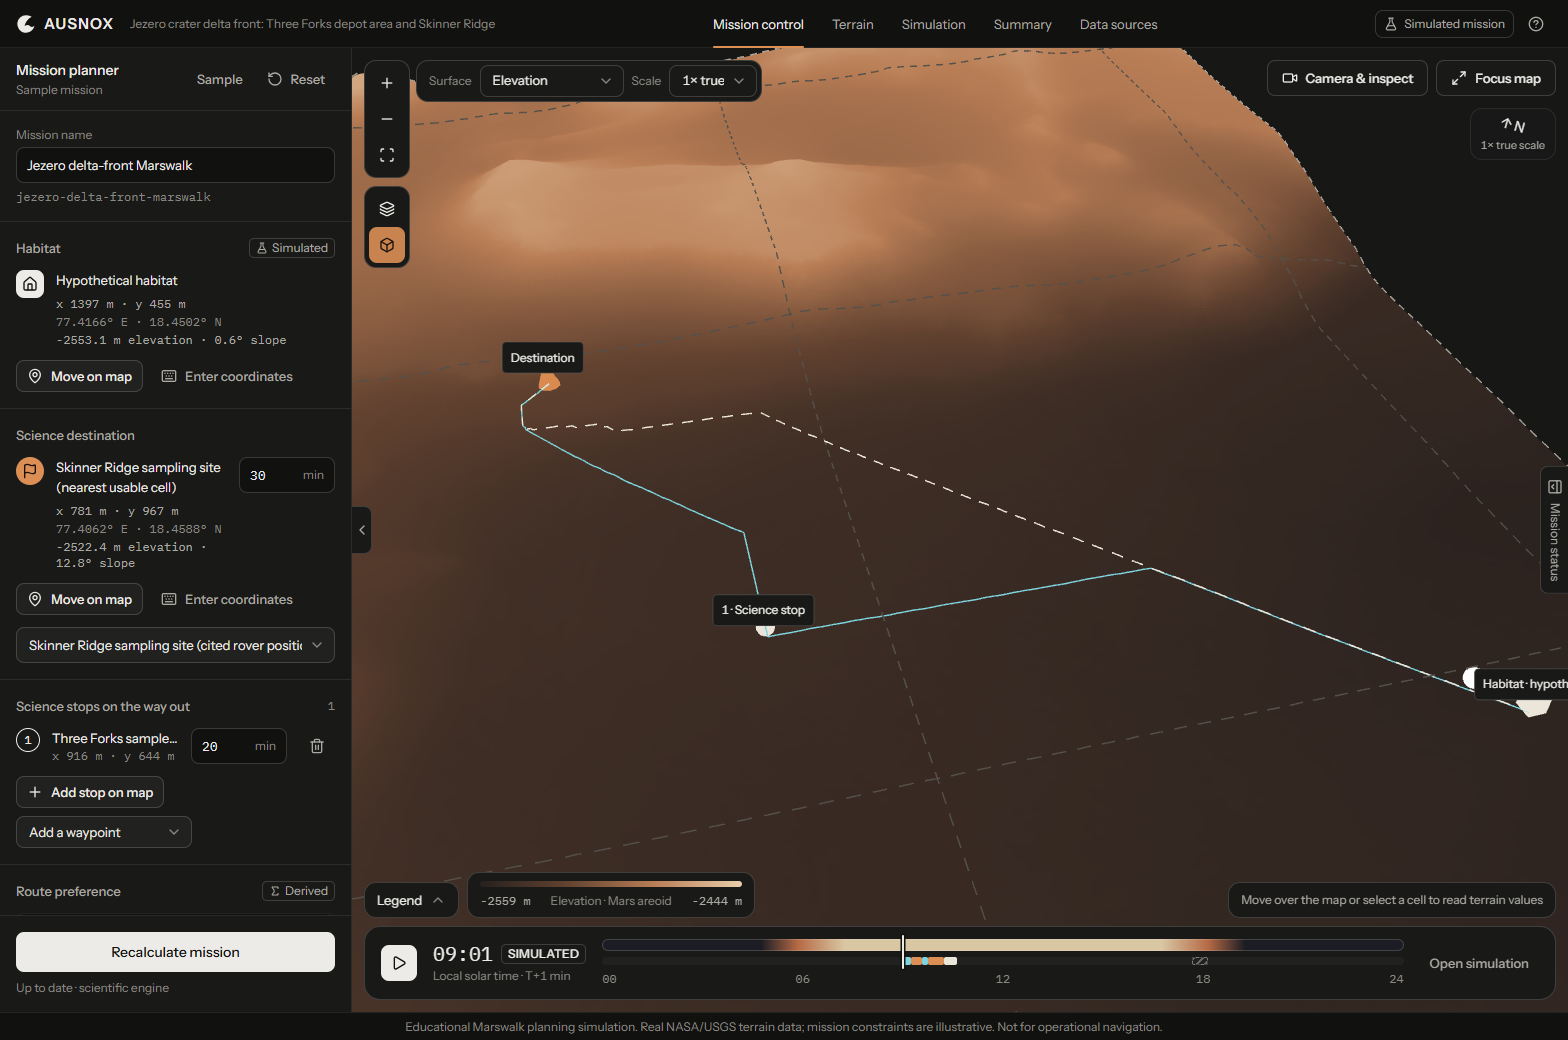 AUSNOX
Jezero crater delta front: Three Forks depot area and Skinner Ridge
Mission control
Terrain
Simulation
Summary
Data sources
Simulated mission
Mission planner
Sample mission
Sample
Reset
Mission name
Jezero delta-front Marswalk
jezero-delta-front-marswalk
Habitat
Simulated
Hypothetical habitat
x 1397 m · y 455 m
77.4166° E · 18.4502° N
-2553.1 m elevation · 0.6° slope
Move on map
Enter coordinates
Science destination
Skinner Ridge sampling site
(nearest usable cell)
30 min
x 781 m · y 967 m
77.4062° E · 18.4588° N
-2522.4 m elevation ·
12.8° slope
Move on map
Enter coordinates
Skinner Ridge sampling site (cited rover positic
Science stops on the way out
1
1
Three Forks sample...
x 916 m · y 644 m
20 min
Add stop on map
Add a waypoint
Route preference
Derived
Recalculate mission
Up to date · scientific engine
Surface
Elevation
Scale
1× true
Camera & inspect
Focus map
N
1× true scale
Destination
1 · Science stop
Habitat · hypoth
Mission status
Legend
-2559 m
Elevation · Mars areoid
-2444 m
Move over the map or select a cell to read terrain values
09:01
SIMULATED
Local solar time · T+1 min
00
06
12
18
24
Open simulation
Educational Marswalk planning simulation. Real NASA/USGS terrain data; mission constraints are illustrative. Not for operational navigation.